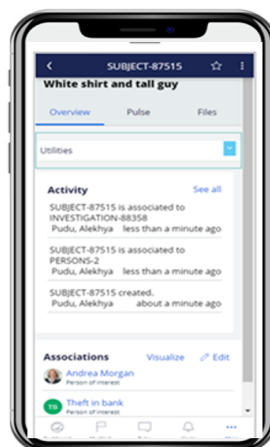 SUBJECT-87515
White shirt and tall guy
Overview Pulse Files
Utilities
Activity See all
SUBJECT-87515 is associated to
INVESTIGATION-88358
Pudu, Alekhya less than a minute ago
SUBJECT-87515 is associated to
PERSONS-2
Pudu, Alekhya less than a minute ago
SUBJECT-87515 created.
Pudu, Alekhya about a minute ago
Associations Visualize Edit
Andrea Morgan
Person of interest
TB Theft in bank
Person of interest